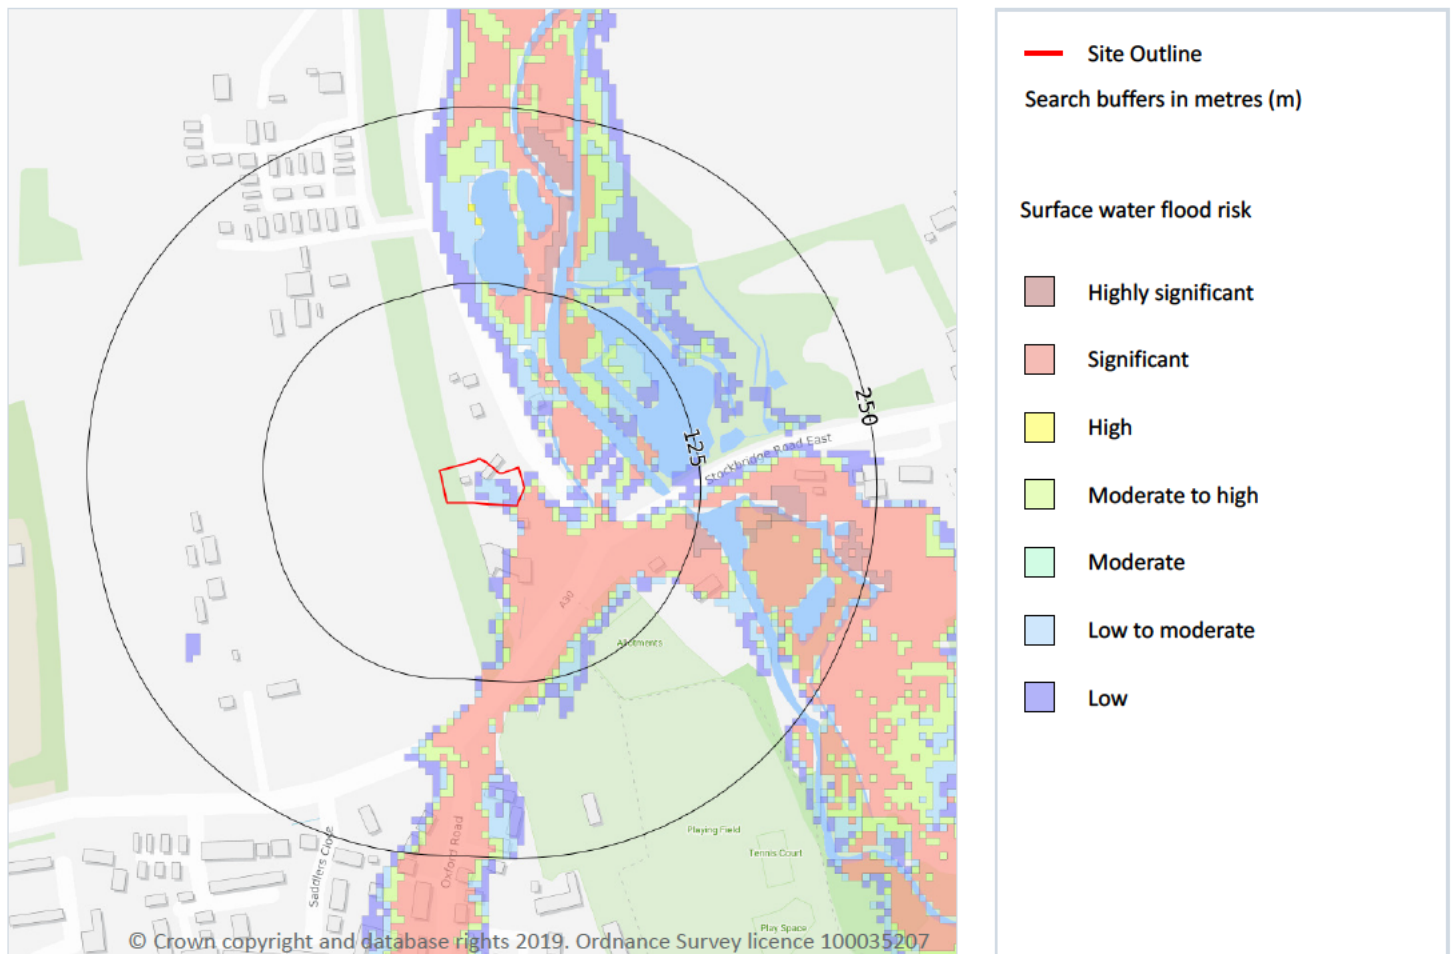 250
125
Stockbridge Road East
A30
Allotments
Playing Field
Tennis Court
Play Space
Oxford Road
Saddlers Close
© Crown copyright and database rights 2019. Ordnance Survey licence 100035207
Site Outline
Search buffers in metres (m)
Surface water flood risk
Highly significant
Significant
High
Moderate to high
Moderate
Low to moderate
Low